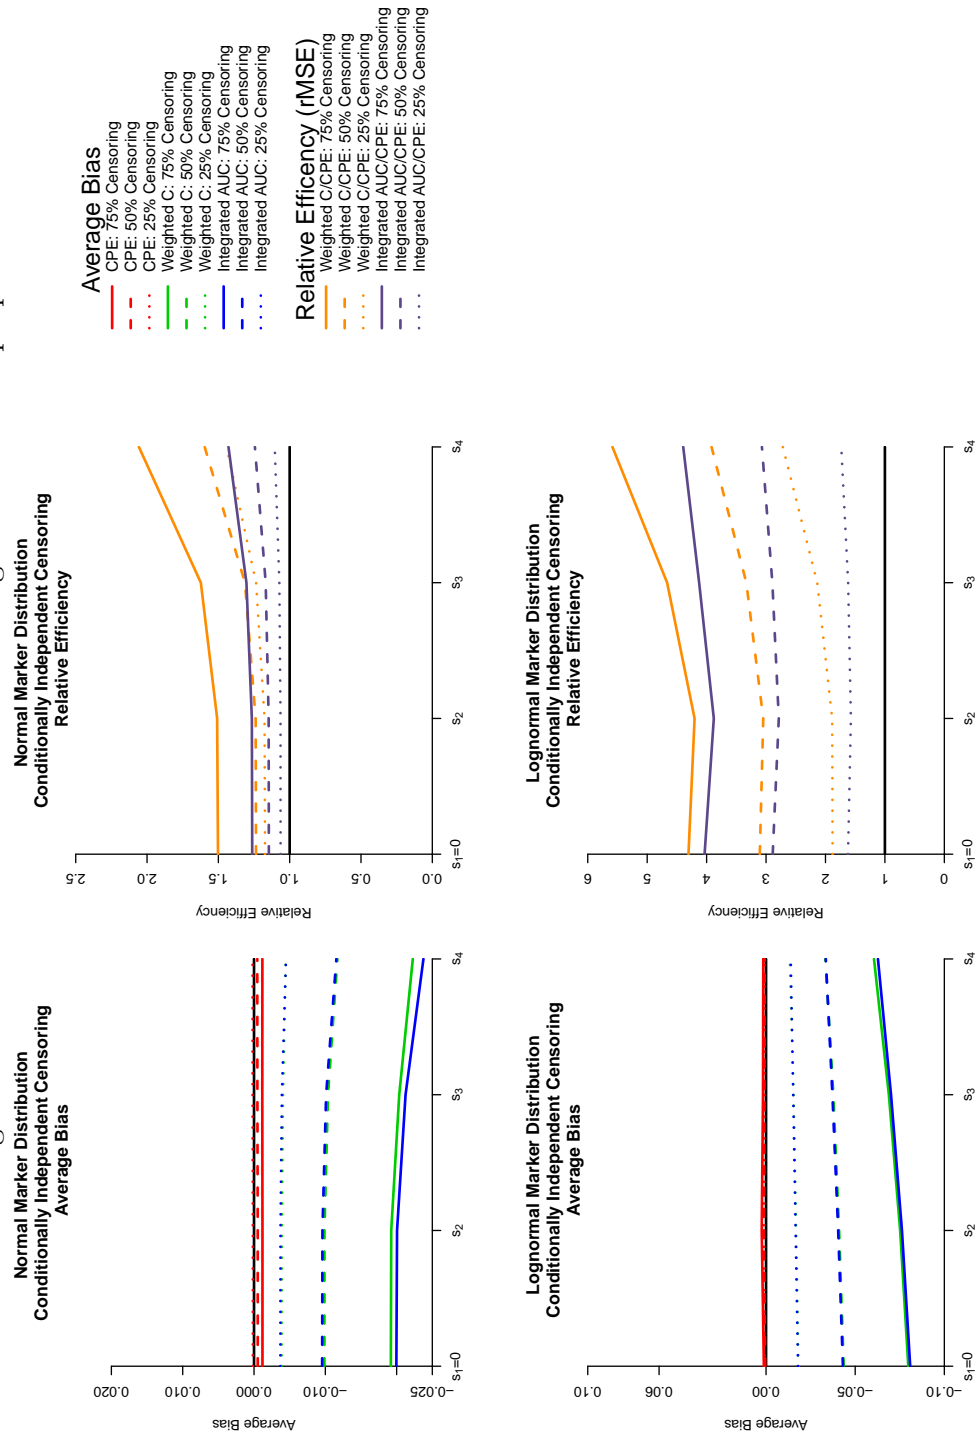 Normal Marker Distribution
Conditionally Independent Censoring
Average Bias
Average Bias
0.020
0.010
0.000
−0.010
−0.025
s1=0
s2
s3
s4
Normal Marker Distribution
Conditionally Independent Censoring
Relative Efficiency
Relative Efficiency
2.5
2.0
1.5
1.0
0.5
0.0
s1=0
s2
s3
s4
Average Bias
CPE: 75% Censoring
CPE: 50% Censoring
CPE: 25% Censoring
Weighted C: 75% Censoring
Weighted C: 50% Censoring
Weighted C: 25% Censoring
Integrated AUC: 75% Censoring
Integrated AUC: 50% Censoring
Integrated AUC: 25% Censoring
Relative Efficency (rMSE)
Weighted C/CPE: 75% Censoring
Weighted C/CPE: 50% Censoring
Weighted C/CPE: 25% Censoring
Integrated AUC/CPE: 75% Censoring
Integrated AUC/CPE: 50% Censoring
Integrated AUC/CPE: 25% Censoring
Lognormal Marker Distribution
Conditionally Independent Censoring
Average Bias
Average Bias
0.10
0.06
0.00
−0.05
−0.10
s1=0
s2
s3
s4
Lognormal Marker Distribution
Conditionally Independent Censoring
Relative Efficiency
Relative Efficiency
6
5
4
3
2
1
0
s1=0
s2
s3
s4